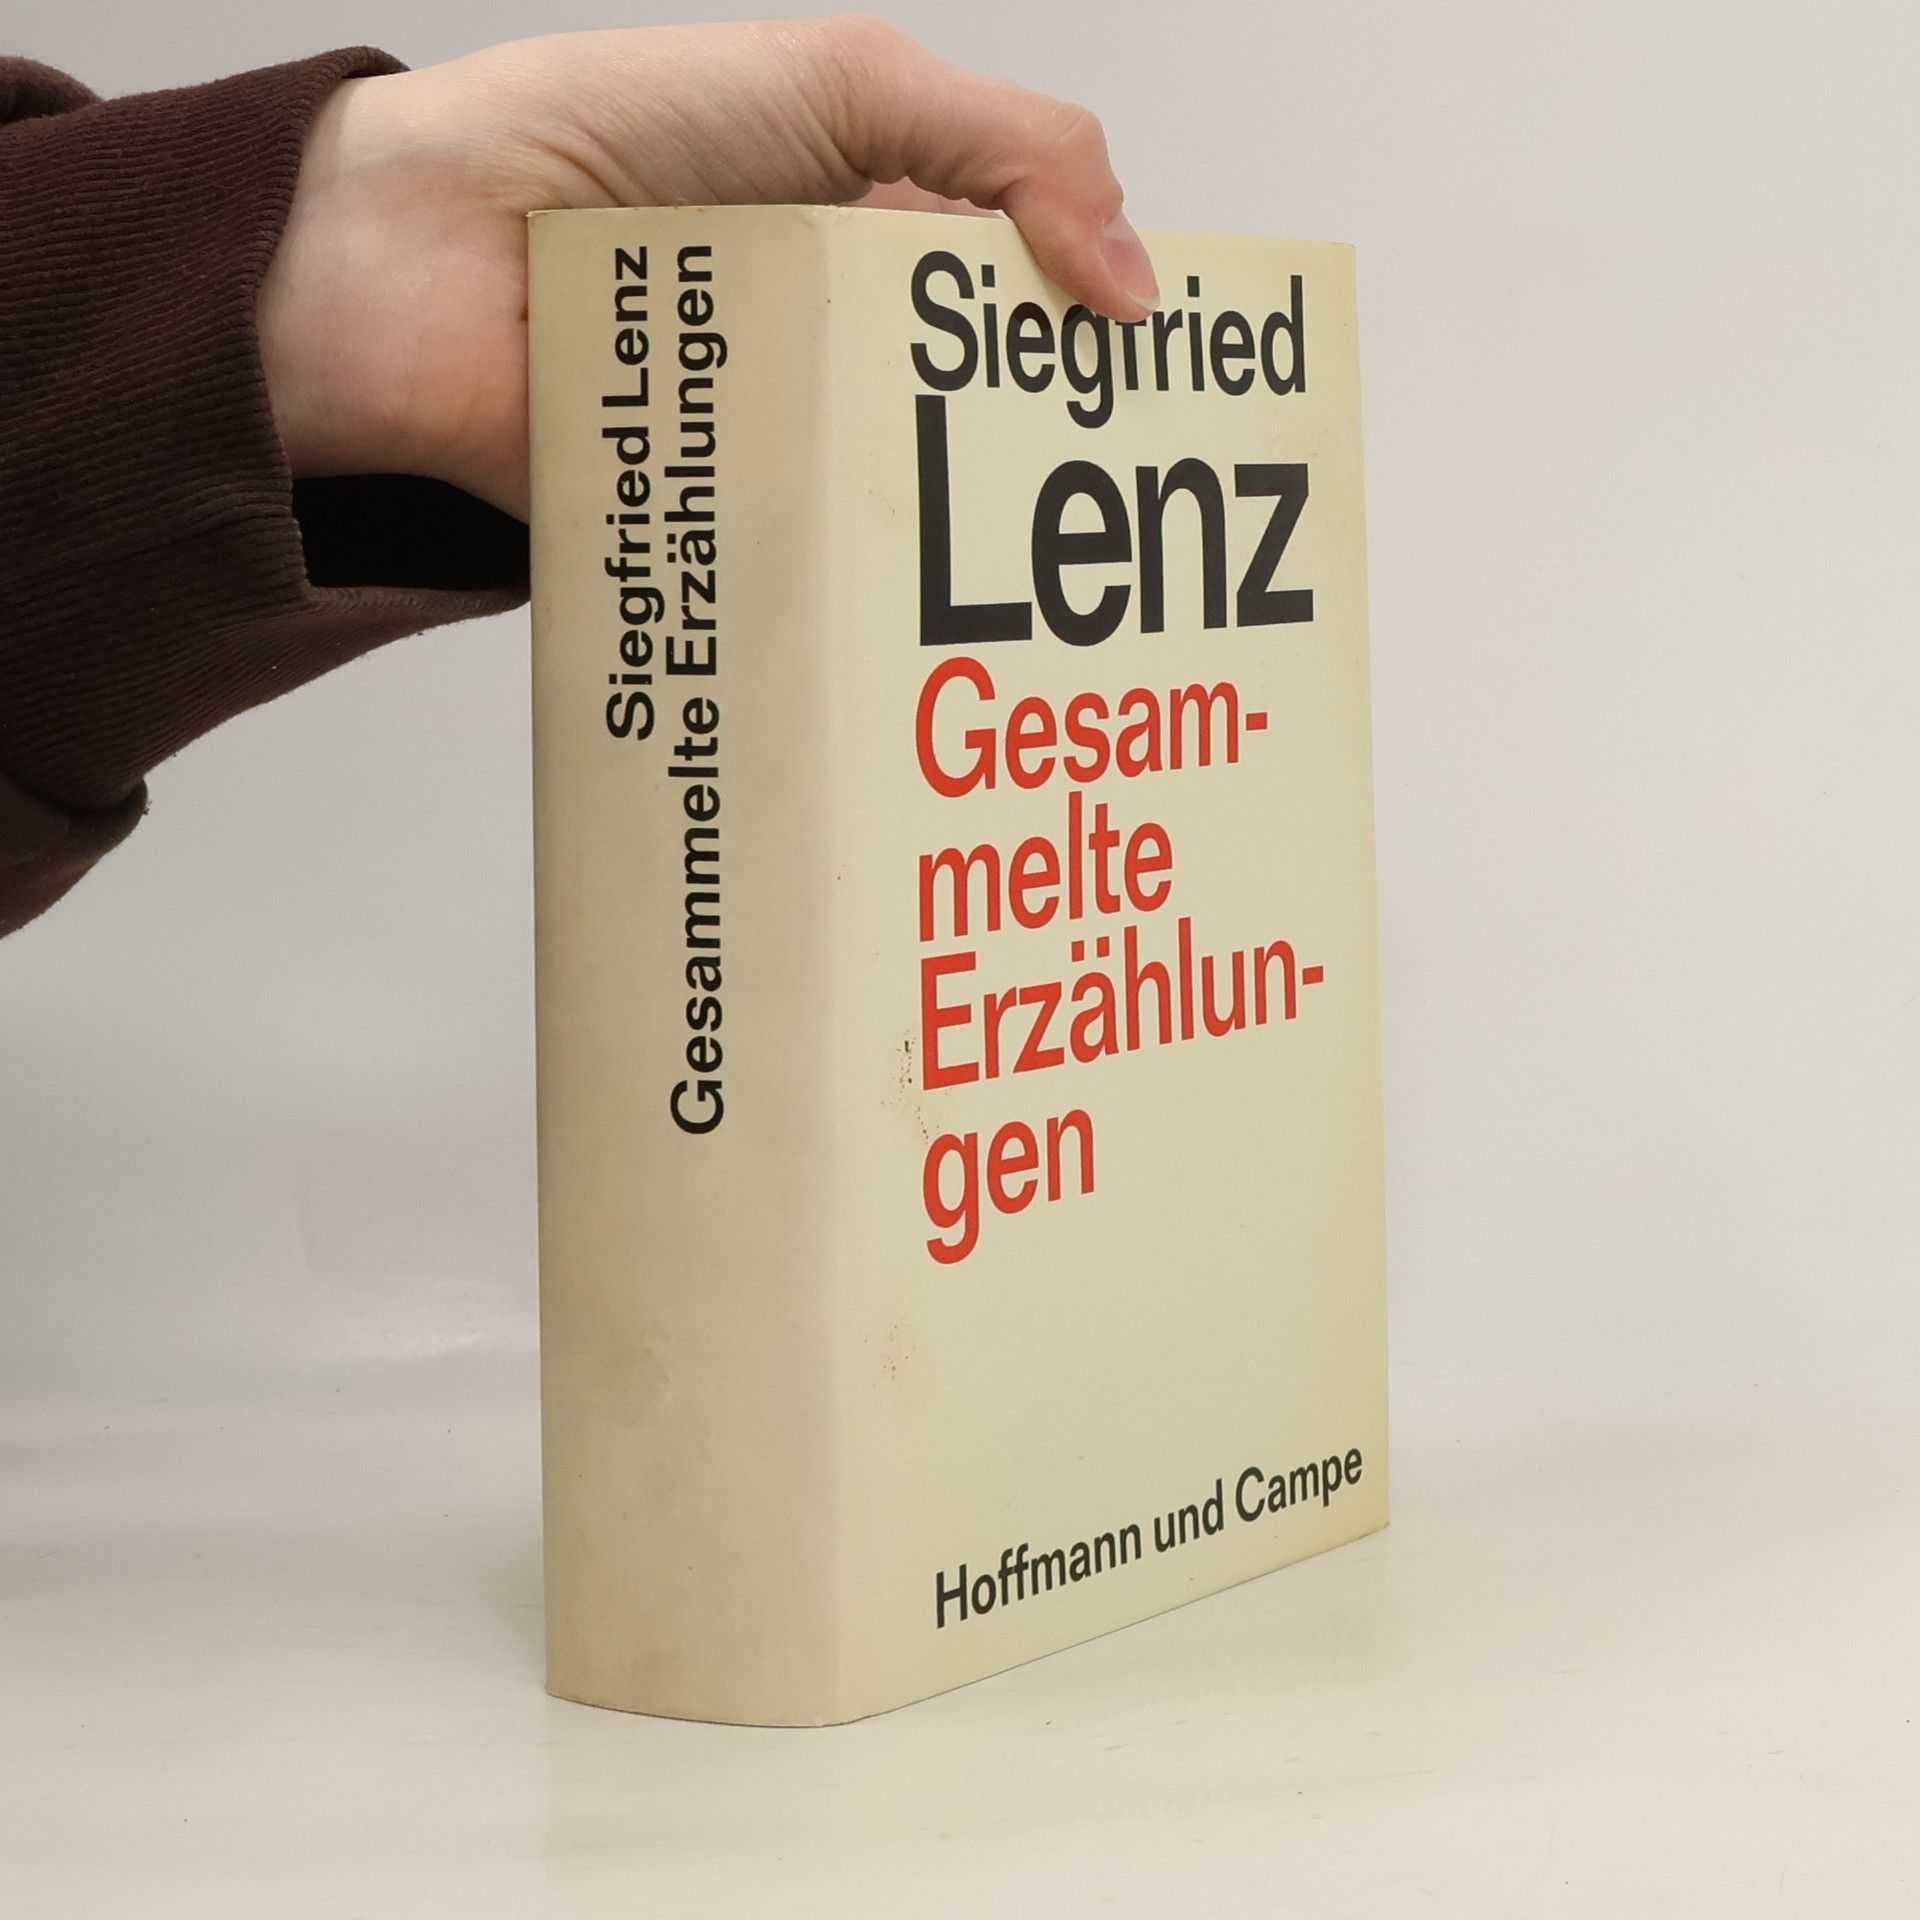 Siegfried Lenz
Gesammelte Erzählungen
Siegfried
Lenz
Gesam-
melte
Erzählun-
gen
Hoffmann und Campe